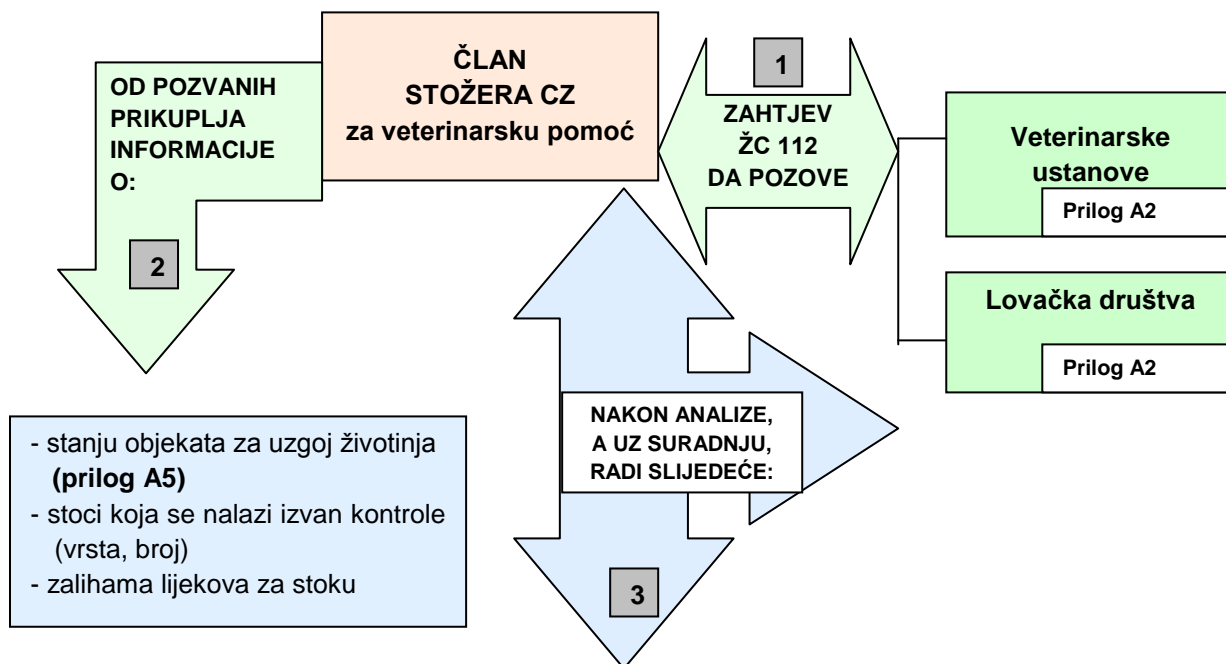 ČLAN
STOŽERA CZ
za veterinarsku pomoć
1
ZAHTJEV
ŽC 112
DA POZOVE
OD POZVANIH
PRIKUPLJA
INFORMACIJE
O:
2
Veterinarske
ustanove
Prilog A2
Lovačka društva
Prilog A2
- stanju objekata za uzgoj životinja
(prilog A5)
- stoci koja se nalazi izvan kontrole
(vrsta, broj)
- zalihama lijekova za stoku
NAKON ANALIZE,
A UZ SURADNJU,
RADI SLIJEDEĆE:
3